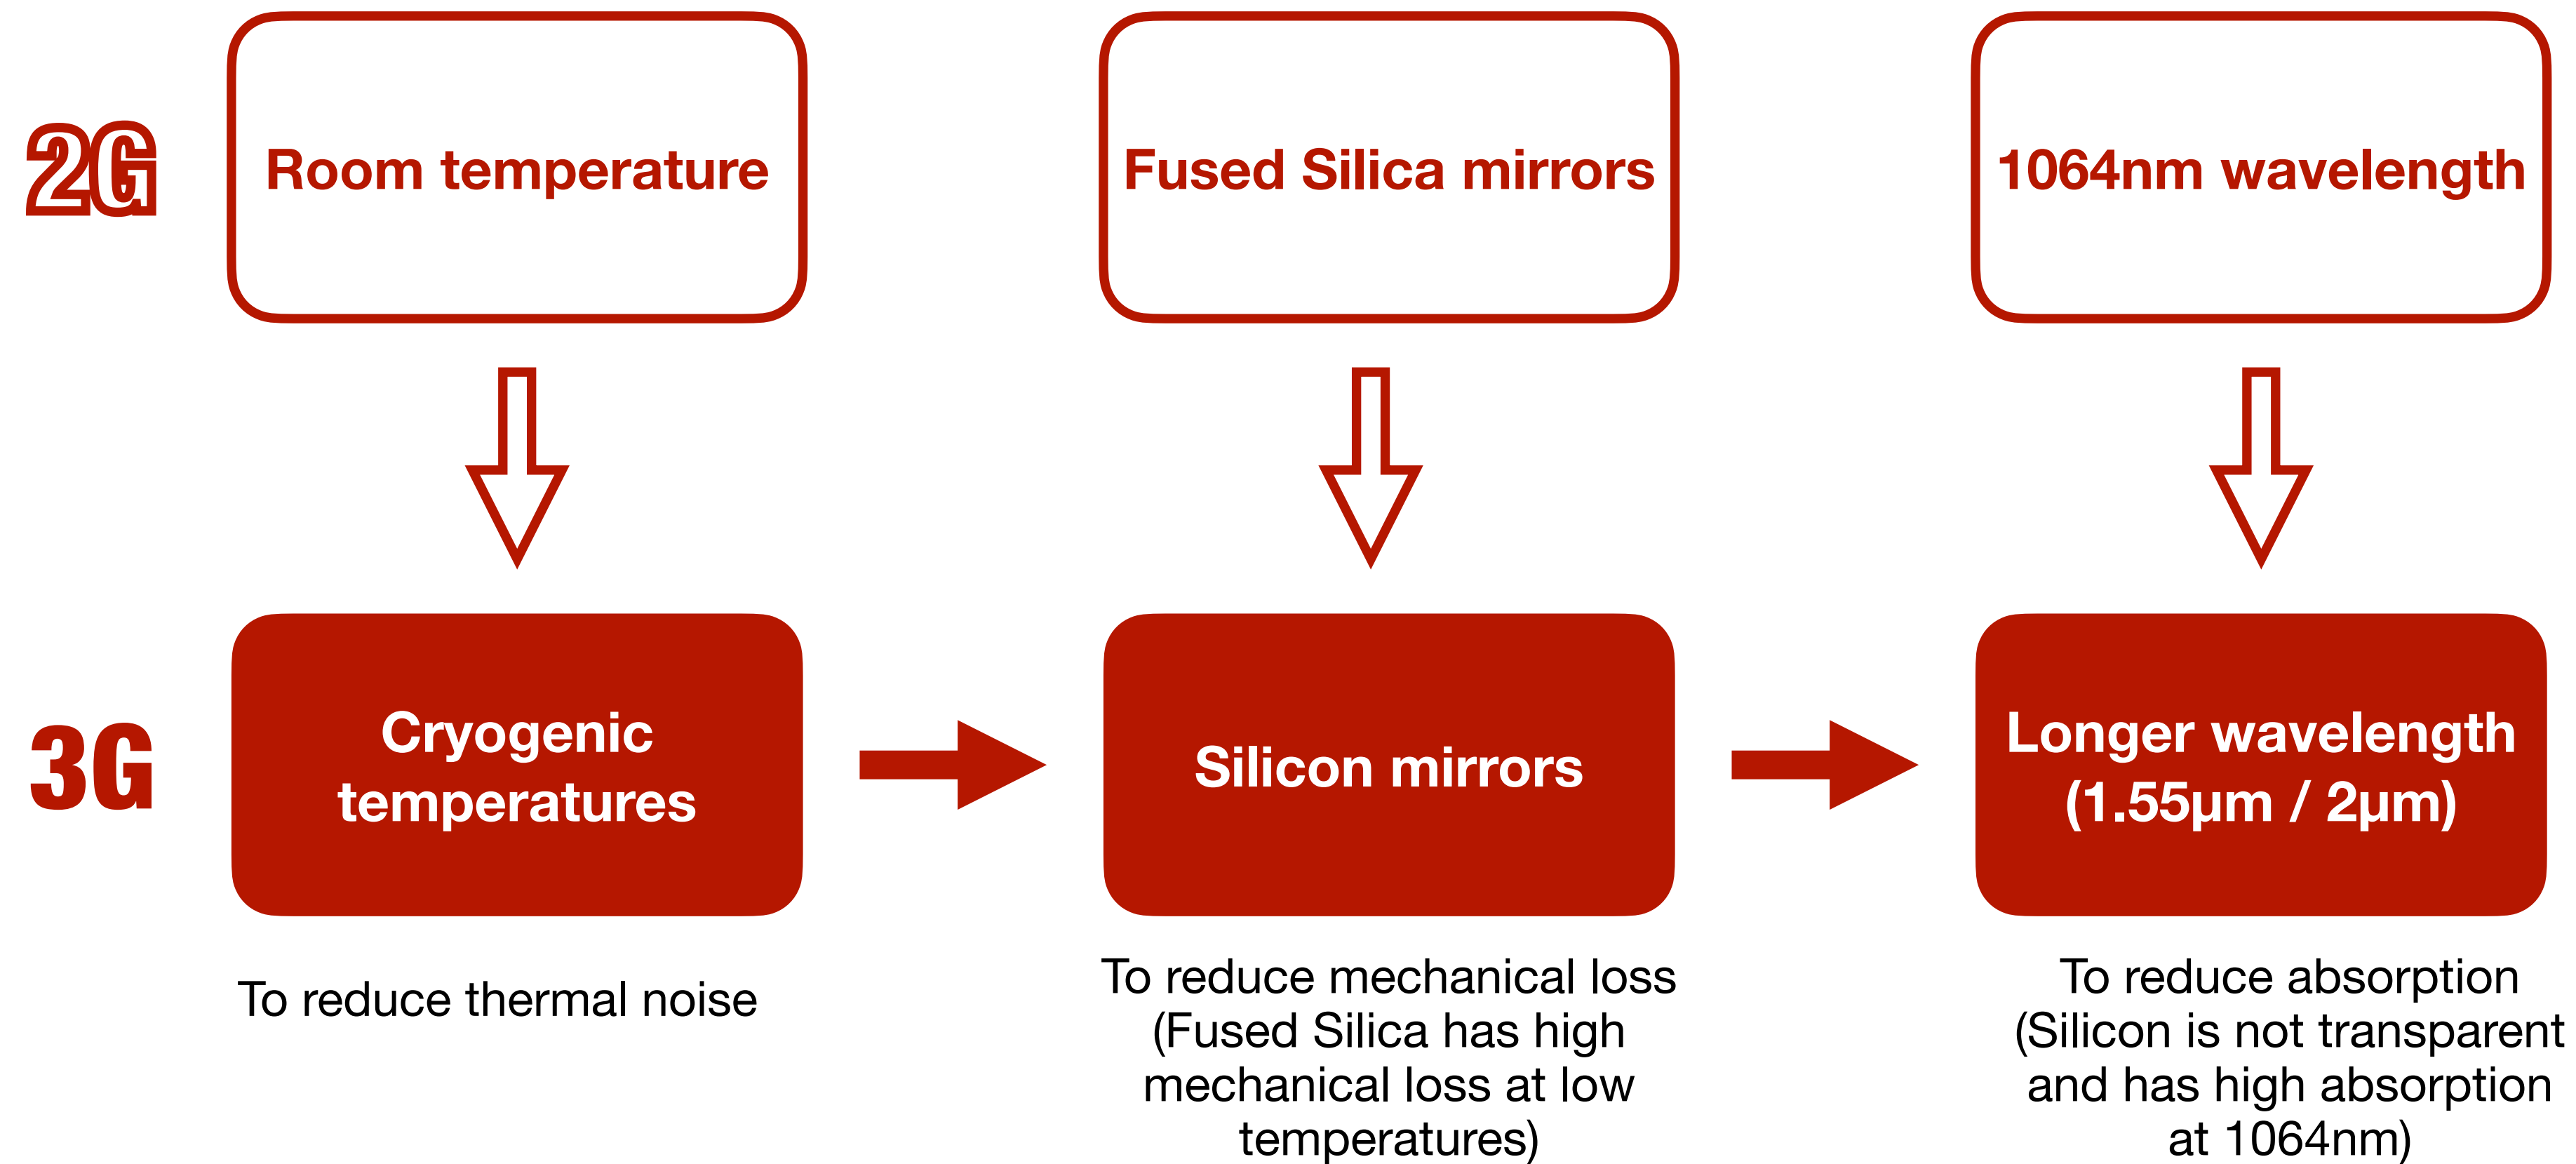 2G
Room temperature
Fused Silica mirrors
1064nm wavelength
3G
Cryogenic
temperatures
Silicon mirrors
Longer wavelength
(1.55µm / 2µm)
To reduce thermal noise
To reduce mechanical loss
(Fused Silica has high
mechanical loss at low
temperatures)
To reduce absorption
(Silicon is not transparent
and has high absorption
at 1064nm)